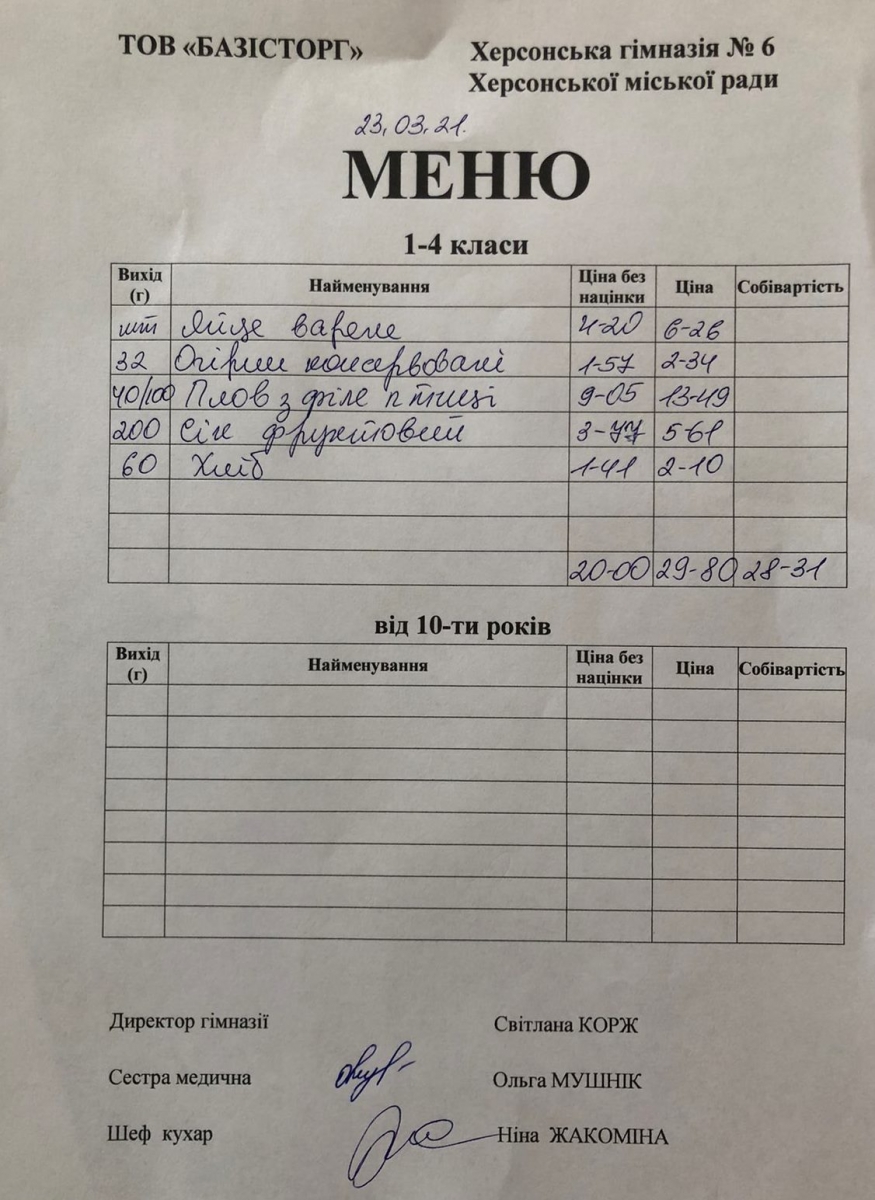 ТОВ «БАЗІСТОРГ» Херсонська гімназія № 6
Херсонської міської ради
23.03.21.
МЕНЮ
1-4 класи
Вихід (г) Найменування Ціна без націнки Ціна Собівартість
шт Яйце варене 4-20 6-26
32 Огірки консервовані 1-57 2-34
40/100 Плов з філе птиці 9-05 13-49
200 Сік фруктовий 3-77 5-61
60 Хліб 1-41 2-10
20-00 29-80 28-31
від 10-ти років
Вихід (г) Найменування Ціна без націнки Ціна Собівартість
Директор гімназії Світлана КОРЖ
Сестра медична Ольга МУШНІК
Шеф кухар Ніна ЖАКОМІНА